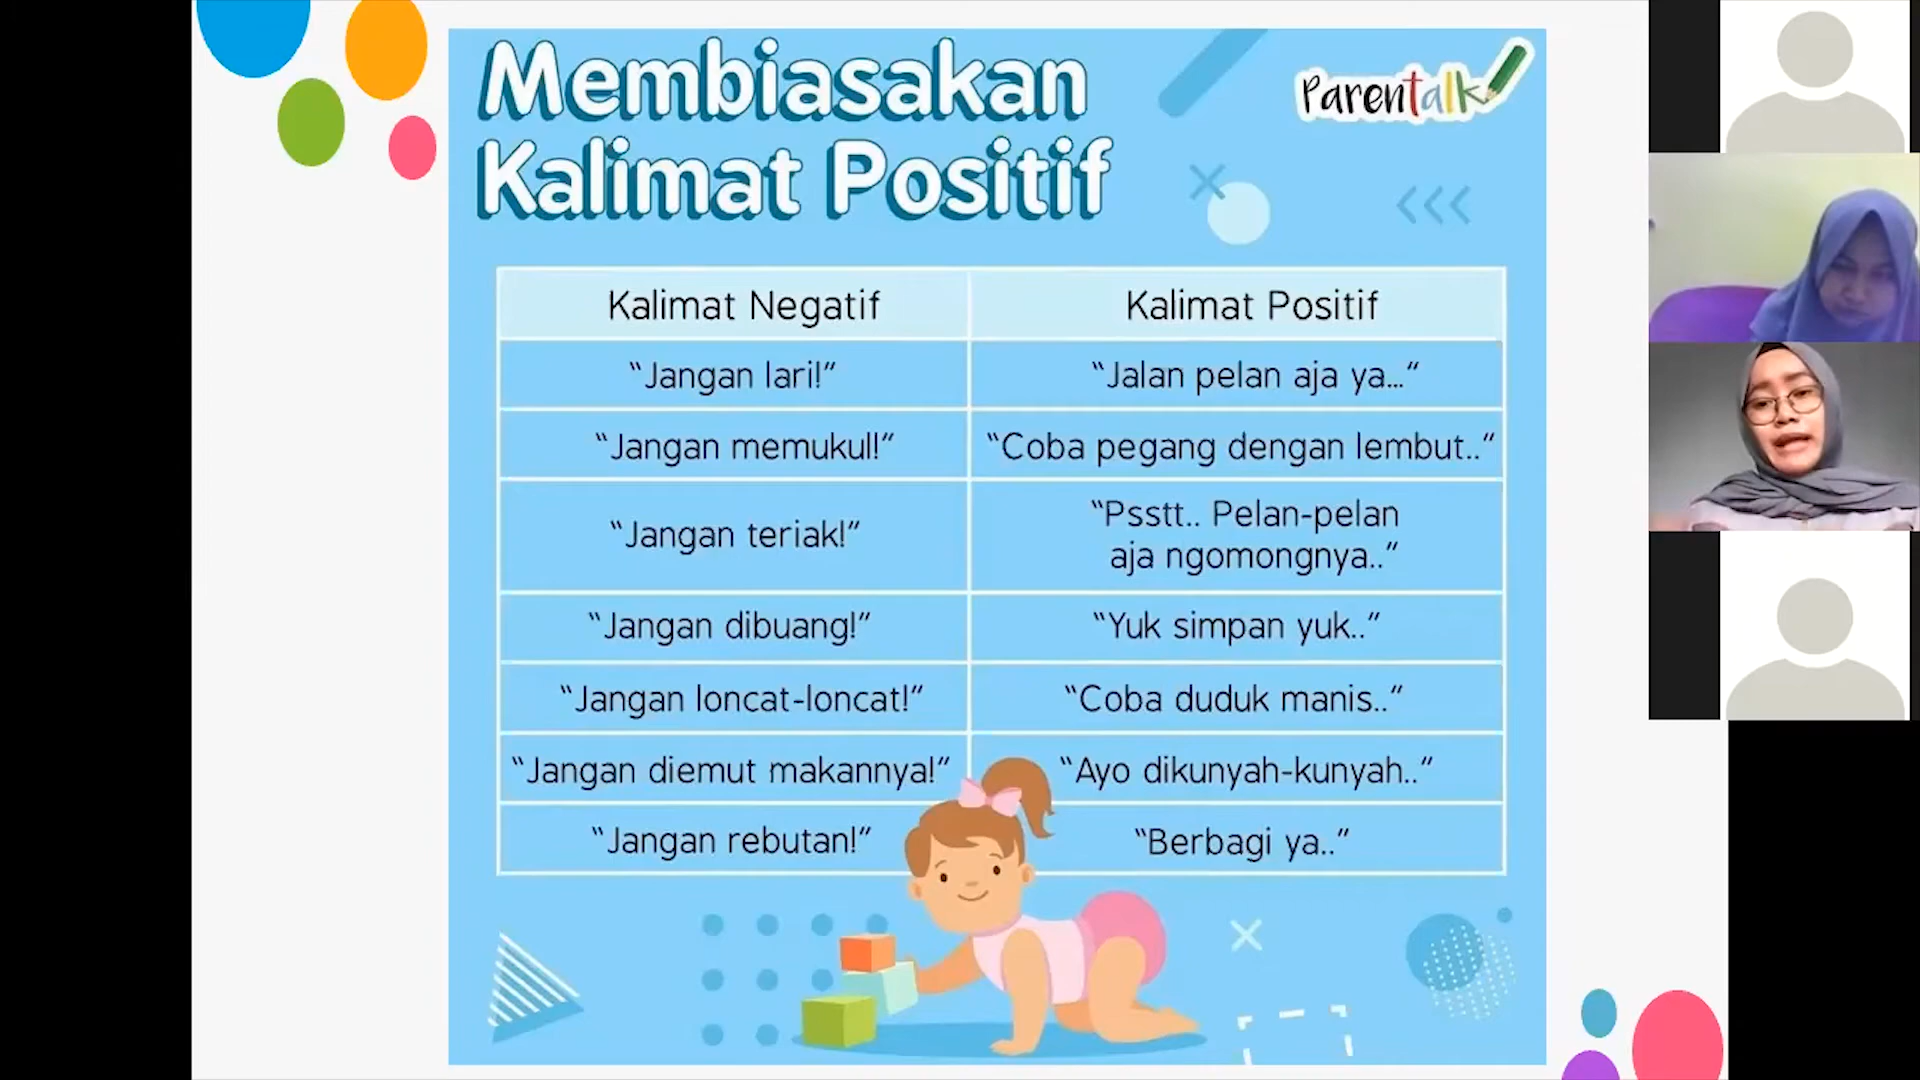 Membiasakan
Kalimat Positif
Parentalk
Kalimat Negatif
Kalimat Positif
“Jangan lari!”
“Jalan pelan aja ya...”
“Jangan memukul!”
“Coba pegang dengan lembut..”
“Jangan teriak!”
“Psstt.. Pelan-pelan
aja ngomongnya..”
“Jangan dibuang!”
“Yuk simpan yuk..”
“Jangan loncat-loncat!”
“Coba duduk manis..”
“Jangan diemut makannya!”
“Ayo dikunyah-kunyah..”
“Jangan rebutan!”
“Berbagi ya..”